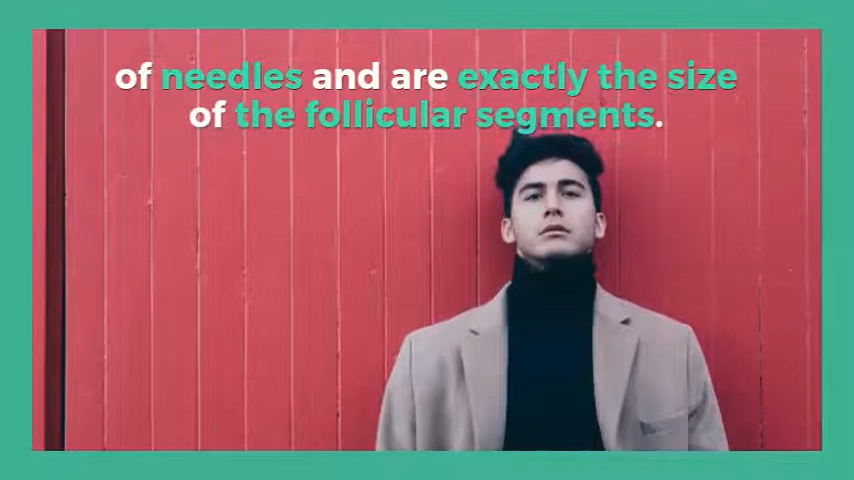 of needles and are exactly the size
of the follicular segments.